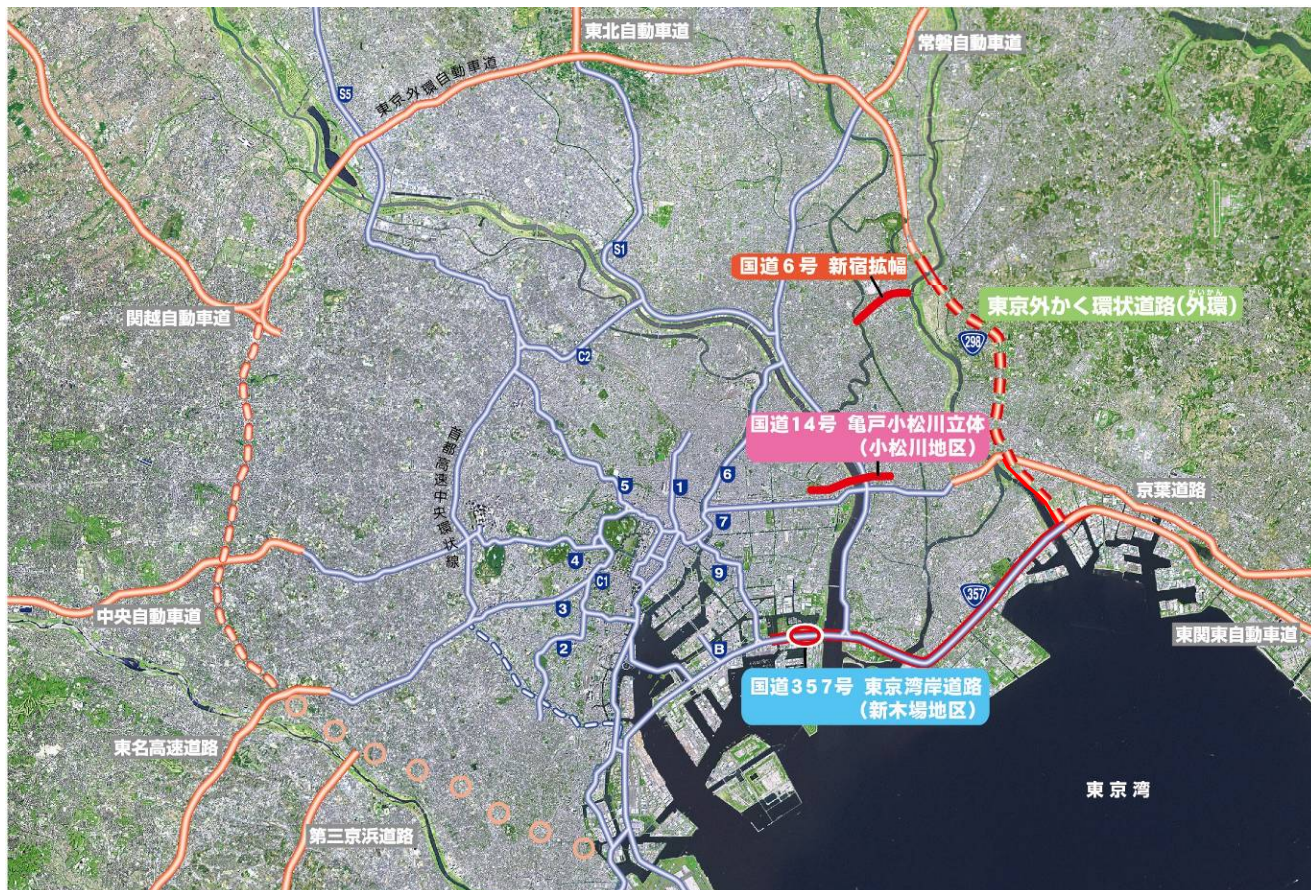 東北自動車道
常磐自動車道
東京外環自動車道
S5
S1
国道6号 新宿拡幅
がいかん
東京外かく環状道路(外環)
関越自動車道
298
C2
国道14号 亀戸小松川立体
(小松川地区)
首都高速中央環状線
5
1
6
京葉道路
7
4
9
C1
357
中央自動車道
3
東関東自動車道
2
B
国道357号 東京湾岸道路
(新木場地区)
東名高速道路
東京湾
第三京浜道路